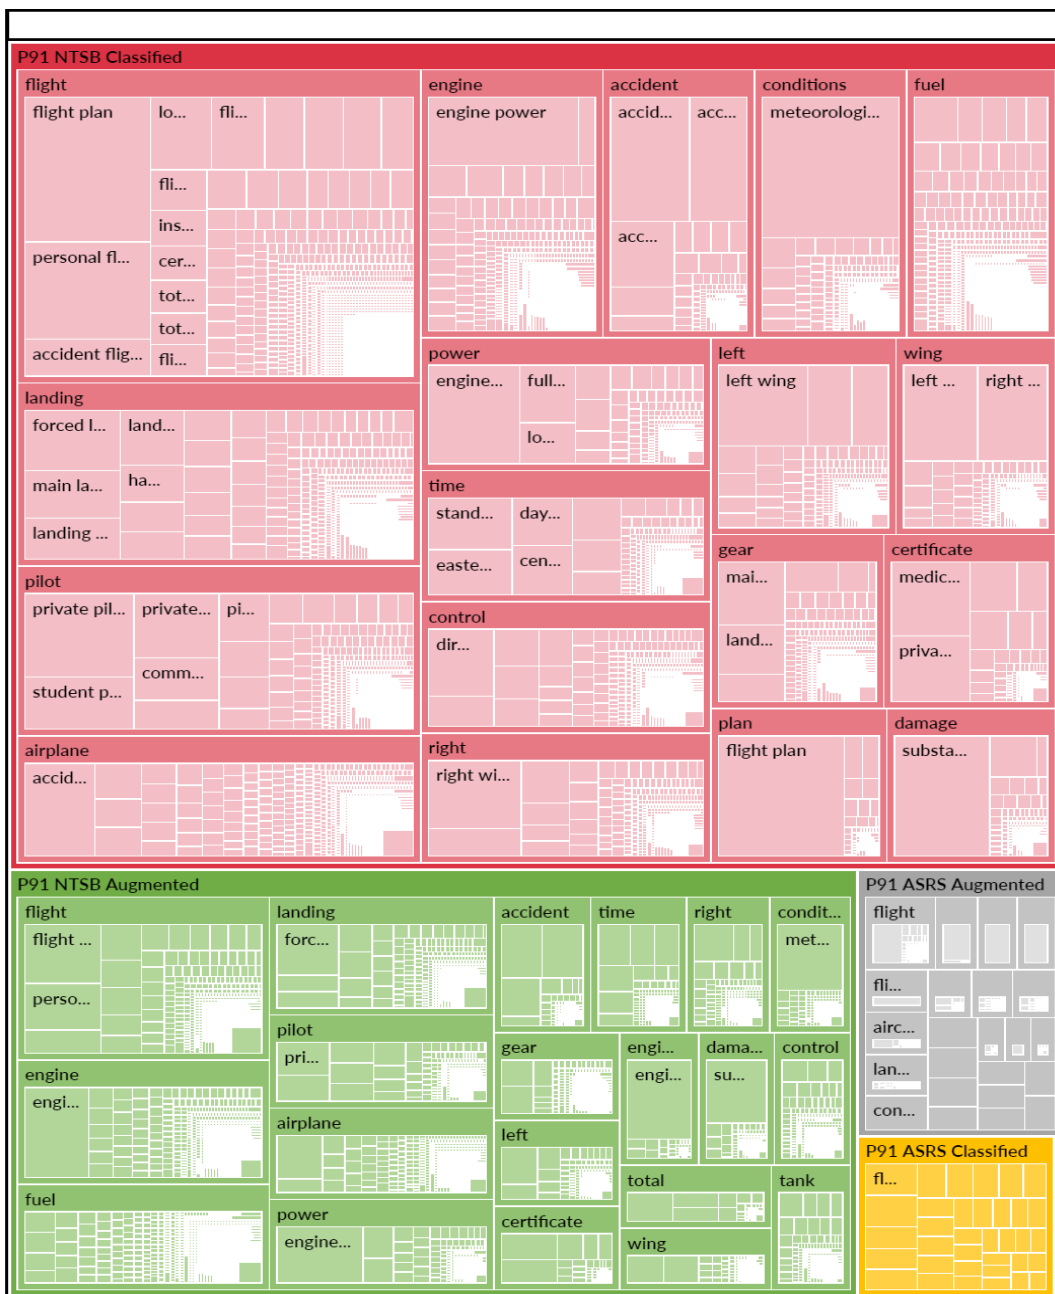 P91 NTSB Classified
flight
flight plan
lo...
fli...
fli...
ins...
personal fl...
cer...
tot...
tot...
accident flig...
fli...
engine
engine power
accident
accid...
acc...
acc...
conditions
meteorologi...
fuel
landing
forced l...
land...
main la...
ha...
landing ...
power
engine...
full...
lo...
left
left wing
wing
left ...
right ...
time
stand...
day...
easte...
cen...
pilot
private pil...
private...
pi...
student p...
comm...
control
dir...
gear
mai...
land...
certificate
medic...
priva...
airplane
accid...
right
right wi...
plan
flight plan
damage
substa...
P91 NTSB Augmented
flight
flight ...
perso...
landing
forc...
accident
time
right
condit...
met...
engine
engi...
pilot
pri...
gear
engi...
engi...
dama...
su...
control
airplane
left
fuel
power
engine...
certificate
total
tank
wing
P91 ASRS Augmented
flight
fli...
airc...
lan...
con...
P91 ASRS Classified
fl...